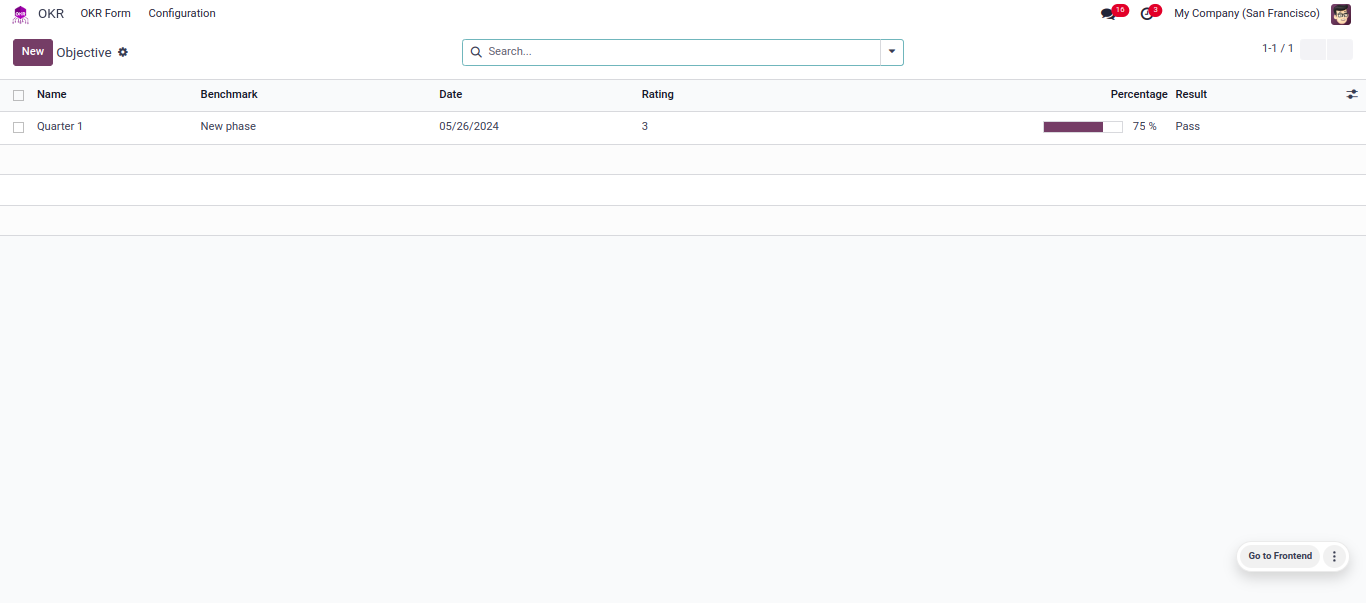 OKR OKR Form Configuration 16 3 My Company (San Francisco)
New Objective Search... 1-1 / 1
Name Benchmark Date Rating Percentage Result
Quarter 1 New phase 05/26/2024 3 75 % Pass
Go to Frontend